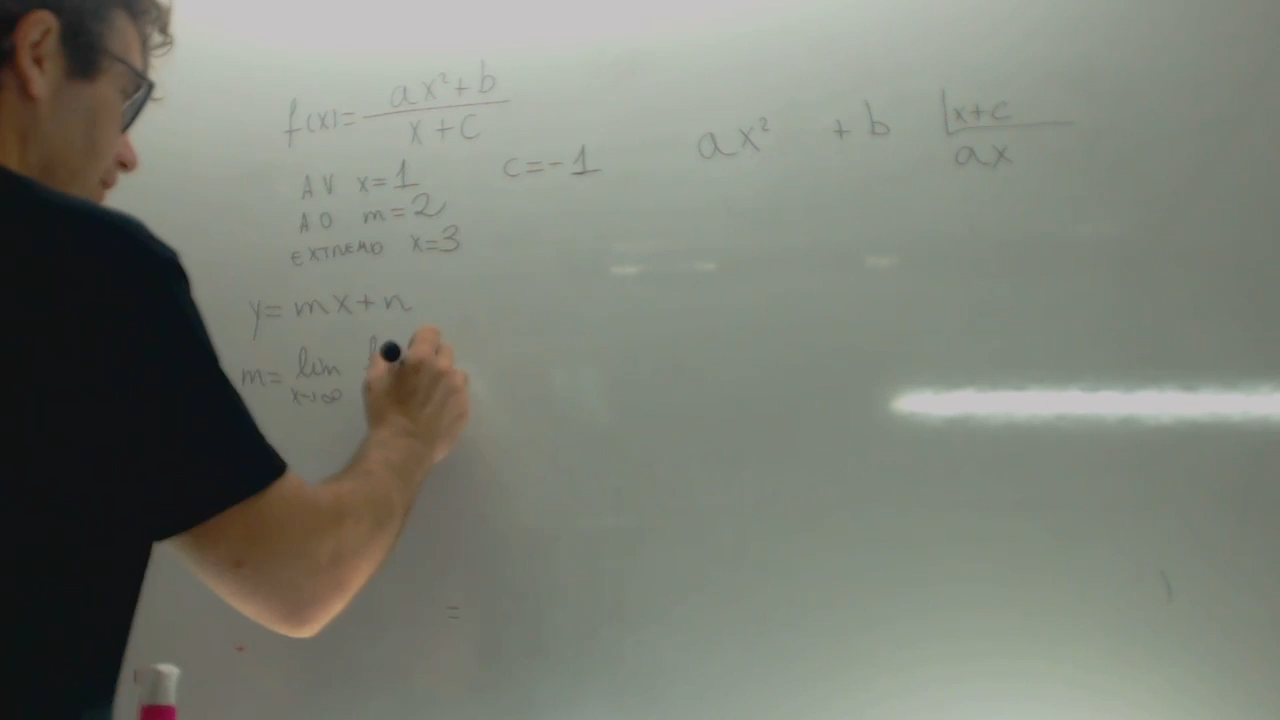 f(x)= ax²+b
x+c
AV x=1
c=-1
AO m=2
EXTREMO x=3
y=mx+n
m= lim
x→∞
=
ax² +b |x+c
ax